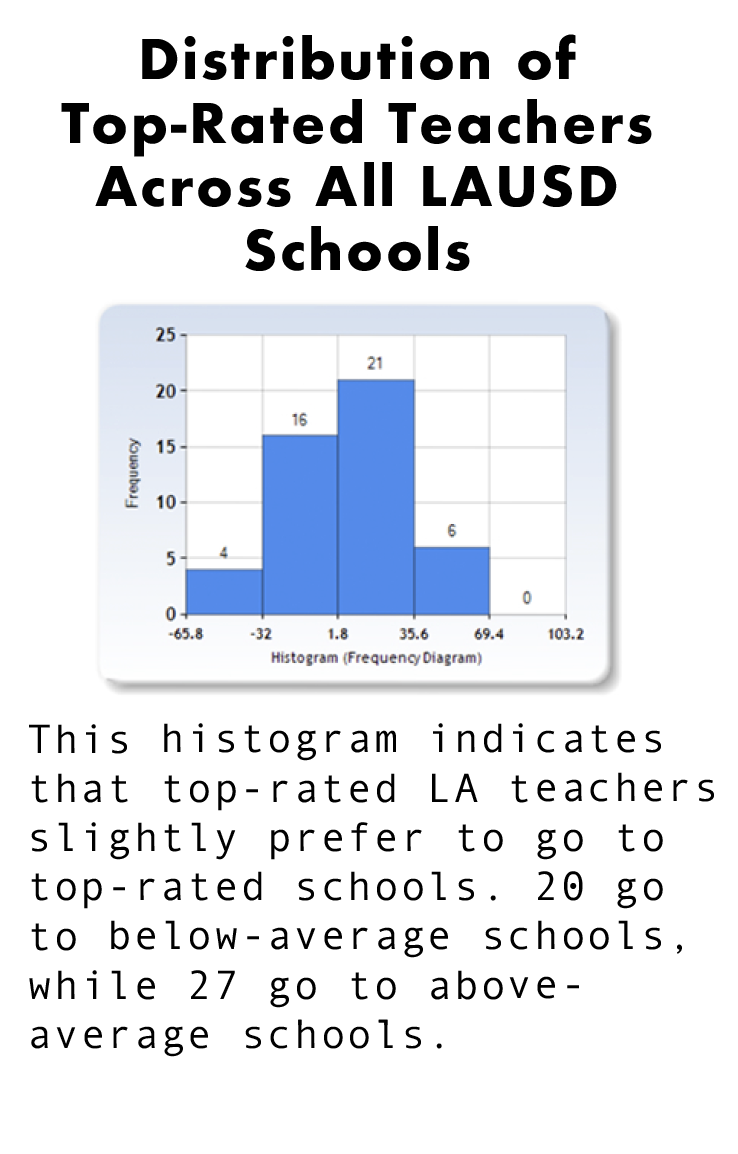 Distribution of
Top-Rated Teachers
Across All LAUSD
Schools
25
20
15
10
5
0
Frequency
4
16
21
6
0
-65.8 -32 1.8 35.6 69.4 103.2
Histogram (Frequency Diagram)
This histogram indicates
that top-rated LA teachers
slightly prefer to go to
top-rated schools. 20 go
to below-average schools,
while 27 go to above-
average schools.